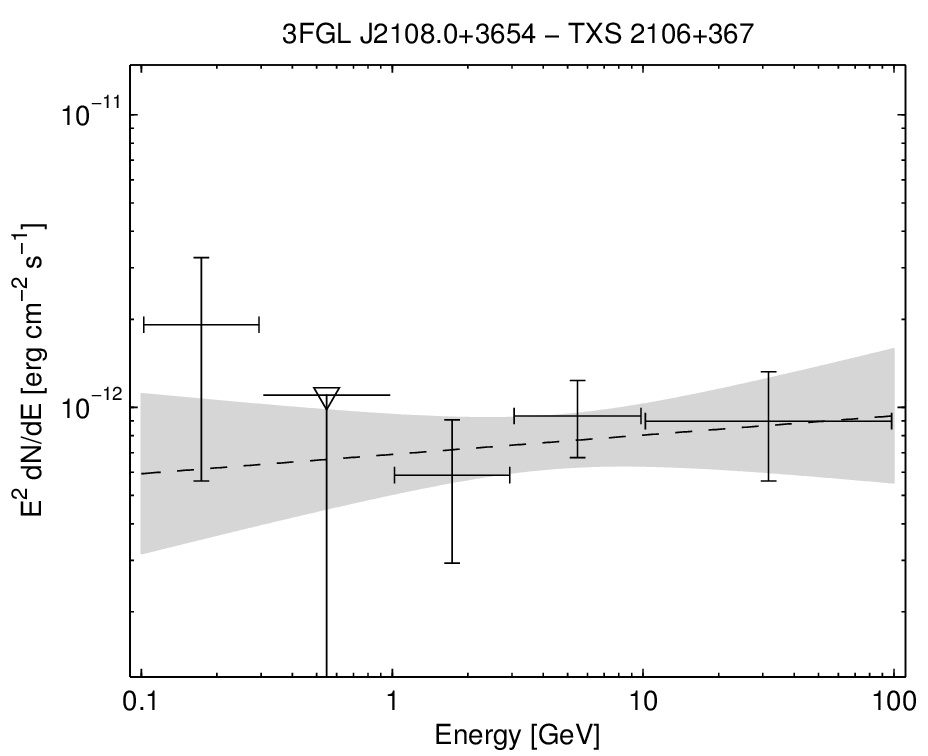 3FGL J2108.0+3654 − TXS 2106+367
10⁻¹¹
10⁻¹²
E² dN/dE [erg cm⁻² s⁻¹]
0.1 1 10 100
Energy [GeV]